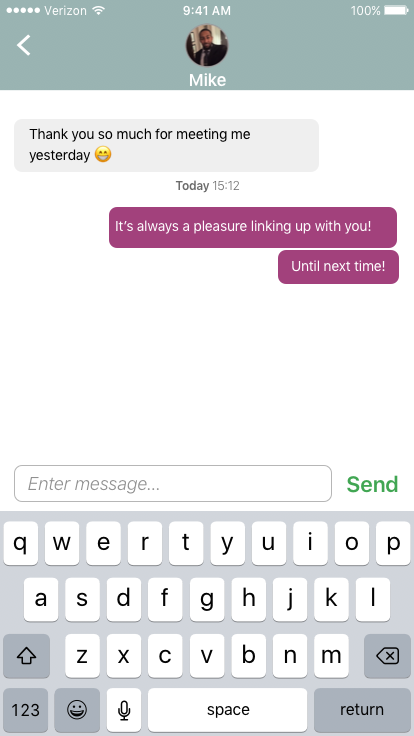 Verizon 9:41 AM 100%
Mike
Thank you so much for meeting me
yesterday 😁
Today 15:12
It's always a pleasure linking up with you!
Until next time!
Enter message... Send
q w e r t y u i o p
a s d f g h j k l
z x c v b n m
123 space return